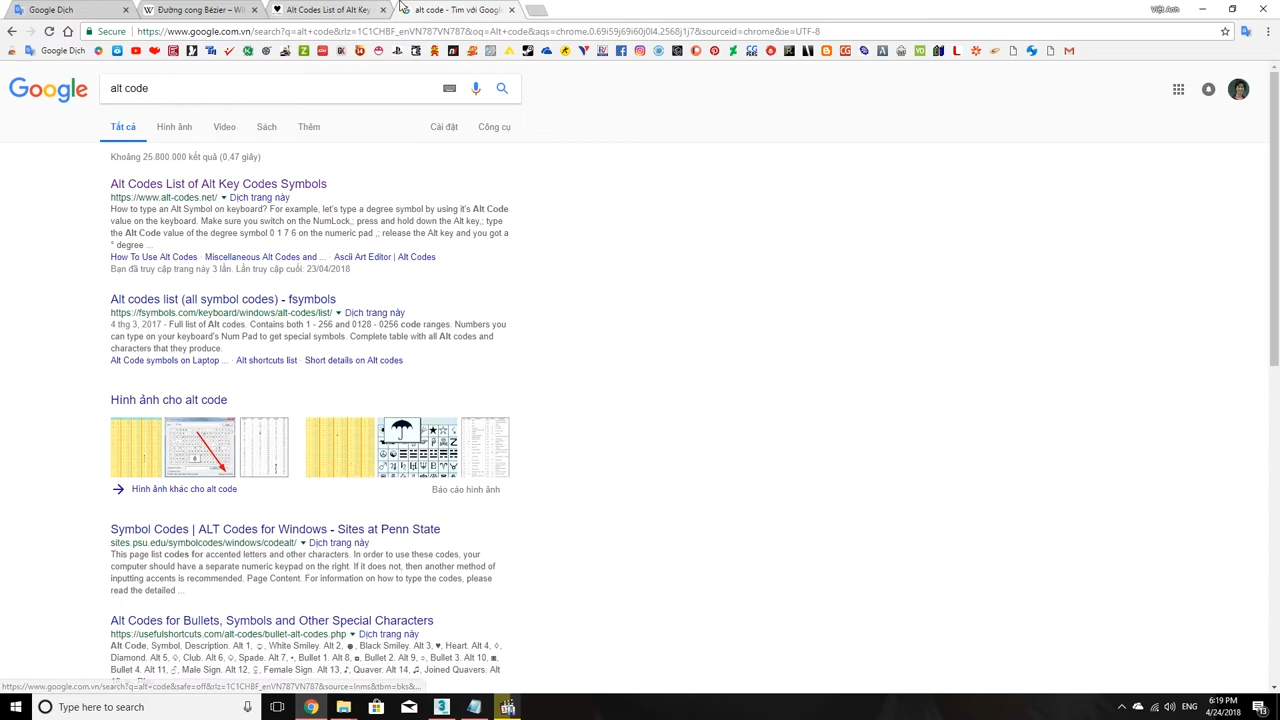 Google Dịch
Đường cong Bézier – Wi
Alt Codes List of Alt Key
alt code - Tìm với Googl
Việt Anh
Secure
https://www.google.com.vn/search?q=alt+code&rlz=1C1CHBF_enVN787VN787&oq=Alt+code&aqs=chrome.0.69i59j69i60j0l4.2568j1j7&sourceid=chrome&ie=UTF-8
Google Dịch
Google
alt code
Tất cả
Hình ảnh
Video
Sách
Thêm
Cài đặt
Công cụ
Khoảng 25.800.000 kết quả (0,47 giây)
Alt Codes List of Alt Key Codes Symbols
https://www.alt-codes.net/ ▾ Dịch trang này
How to type an Alt Symbol on keyboard? For example, let's type a degree symbol by using it's Alt Code
value on the keyboard. Make sure you switch on the NumLock,; press and hold down the Alt key,; type
the Alt Code value of the degree symbol 0 1 7 6 on the numeric pad ,; release the Alt key and you got a
° degree ...
How To Use Alt Codes · Miscellaneous Alt Codes and ... · Ascii Art Editor | Alt Codes
Bạn đã truy cập trang này 3 lần. Lần truy cập cuối: 23/04/2018
Alt codes list (all symbol codes) - fsymbols
https://fsymbols.com/keyboard/windows/alt-codes/list/ ▾ Dịch trang này
4 thg 3, 2017 - Full list of Alt codes. Contains both 1 - 256 and 0128 - 0256 code ranges. Numbers you
can type on your keyboard's Num Pad to get special symbols. Complete table with all Alt codes and
characters that they produce.
Alt Code symbols on Laptop ... · Alt shortcuts list · Short details on Alt codes
Hình ảnh cho alt code
Hình ảnh khác cho alt code
Báo cáo hình ảnh
Symbol Codes | ALT Codes for Windows - Sites at Penn State
sites.psu.edu/symbolcodes/windows/codealt/ ▾ Dịch trang này
This page list codes for accented letters and other characters. In order to use these codes, your
computer should have a separate numeric keypad on the right. If it does not, then another method of
inputting accents is recommended. Page Content. For information on how to type the codes, please
read the detailed ...
Alt Codes for Bullets, Symbols and Other Special Characters
https://usefulshortcuts.com/alt-codes/bullet-alt-codes.php ▾ Dịch trang này
Alt Code, Symbol, Description. Alt 1, ☺, White Smiley. Alt 2, ☻, Black Smiley. Alt 3, ♥, Heart. Alt 4, ◊,
Diamond. Alt 5, ♧, Club. Alt 6, ♤, Spade. Alt 7, •, Bullet 1. Alt 8, ◘, Bullet 2. Alt 9, ○, Bullet 3. Alt 10, ◙,
Bullet 4. Alt 11, ♂, Male Sign. Alt 12, ♀, Female Sign. Alt 13, ♪, Quaver. Alt 14, ♫, Joined Quavers. Alt
https://www.google.com.vn/search?q=alt+code&safe=off&rlz=1C1CHBF_enVN787VN787&source=lnms&tbm=bks&...
Type here to search
ENG
6:19 PM
4/24/2018
13